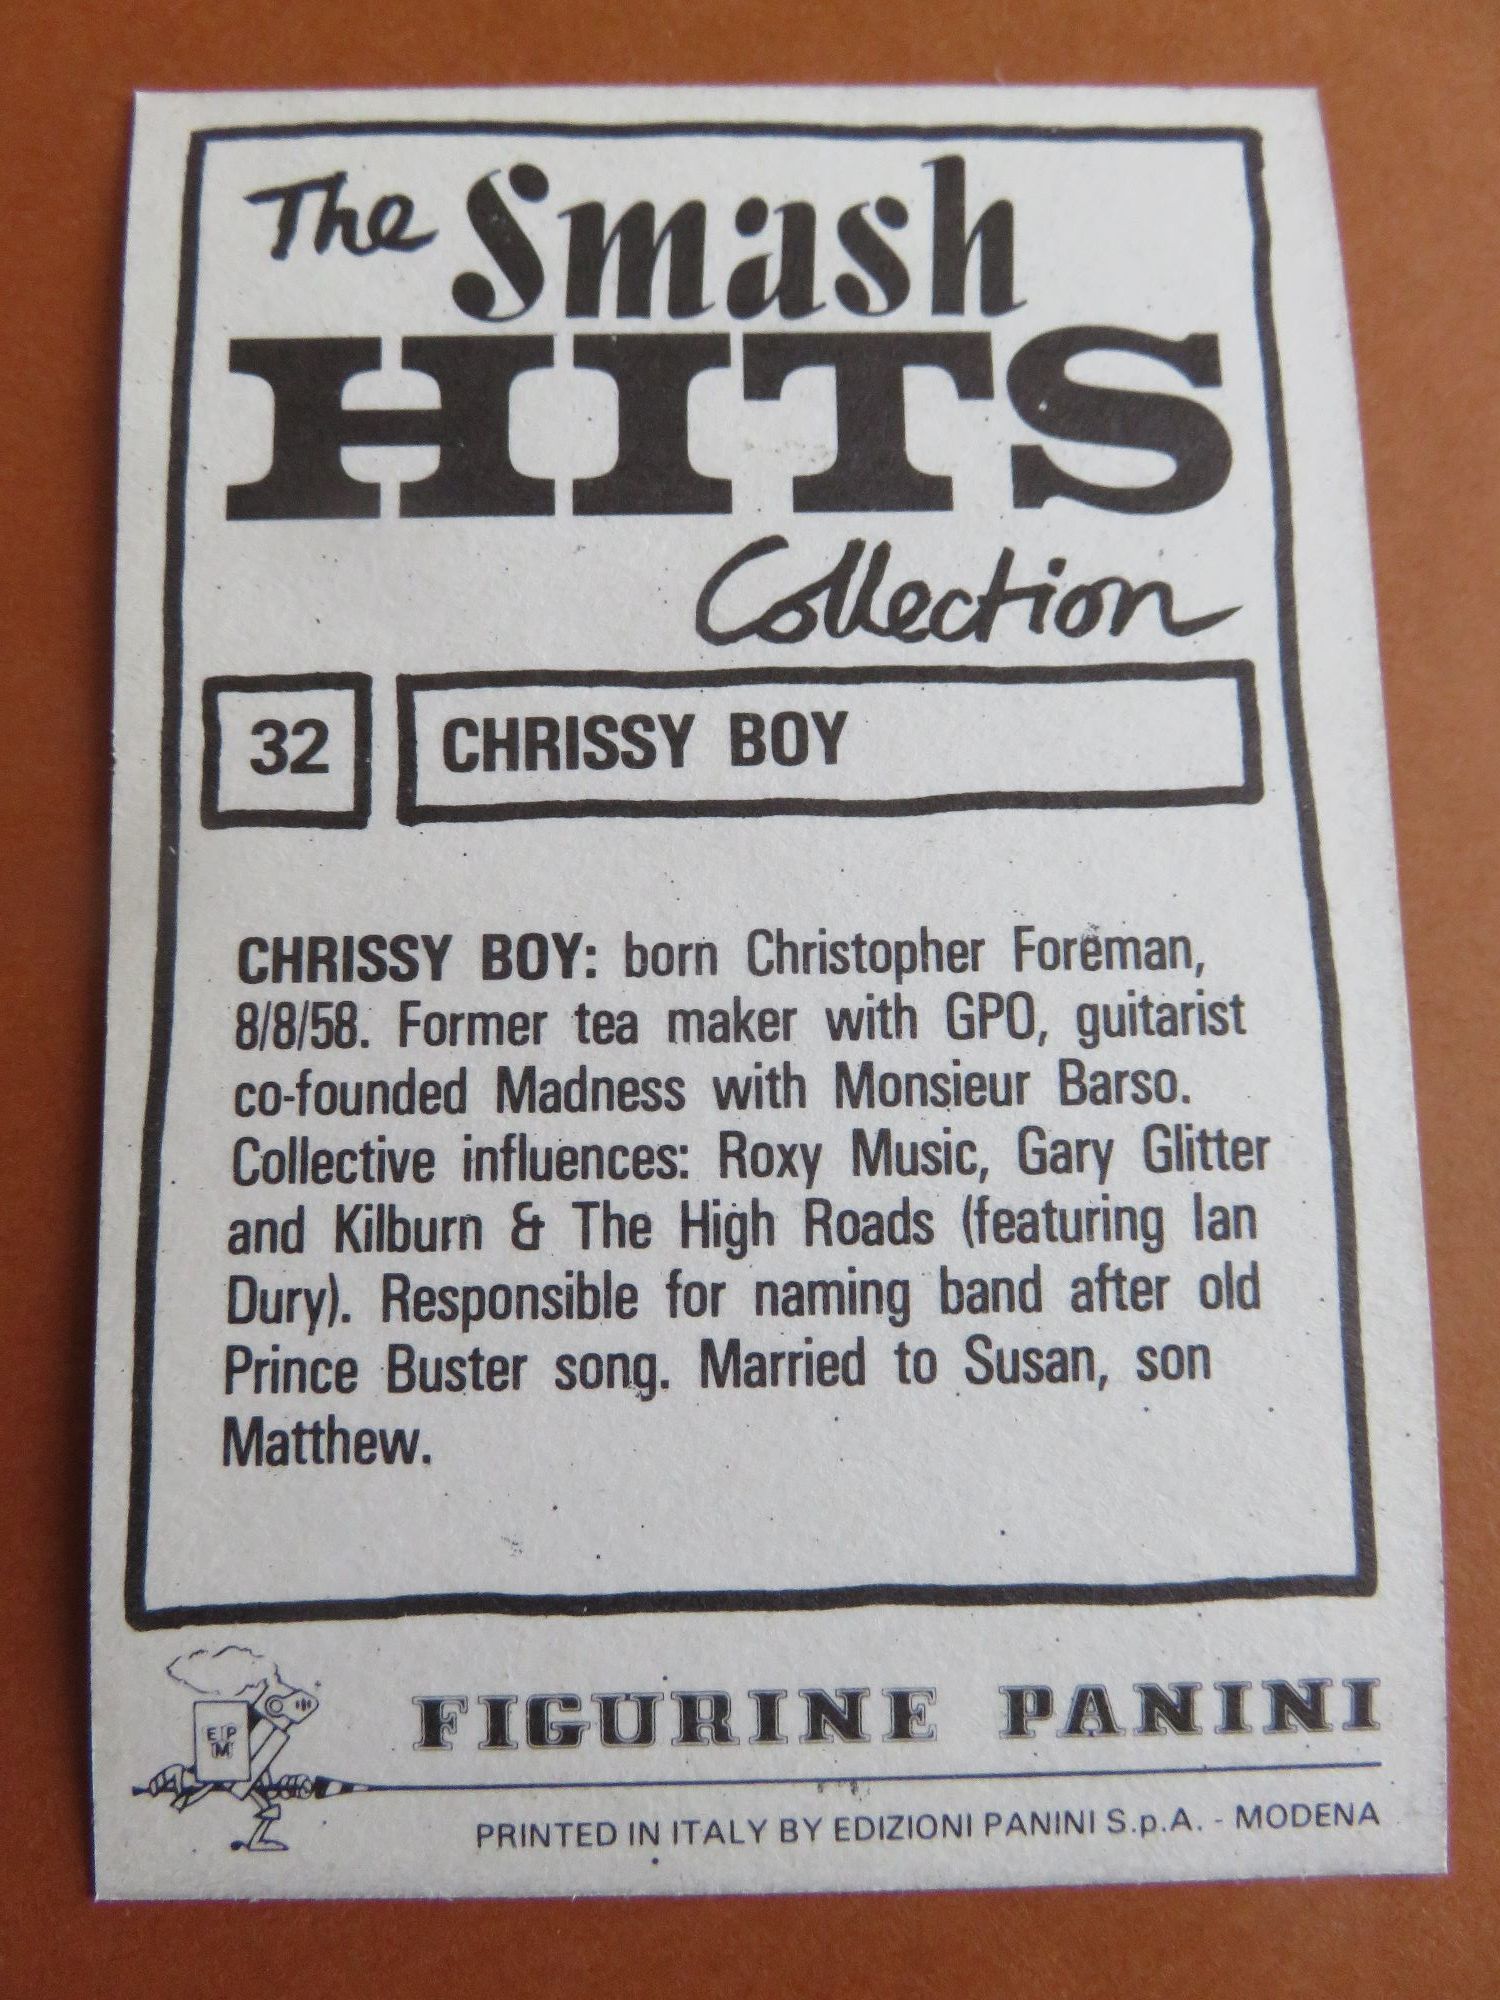 The Smash
HITS
Collection
32 CHRISSY BOY
CHRISSY BOY: born Christopher Foreman,
8/8/58. Former tea maker with GPO, guitarist
co-founded Madness with Monsieur Barso.
Collective influences: Roxy Music, Gary Glitter
and Kilburn & The High Roads (featuring Ian
Dury). Responsible for naming band after old
Prince Buster song. Married to Susan, son
Matthew.
E P
M
FIGURINE PANINI
PRINTED IN ITALY BY EDIZIONI PANINI S.p.A. - MODENA